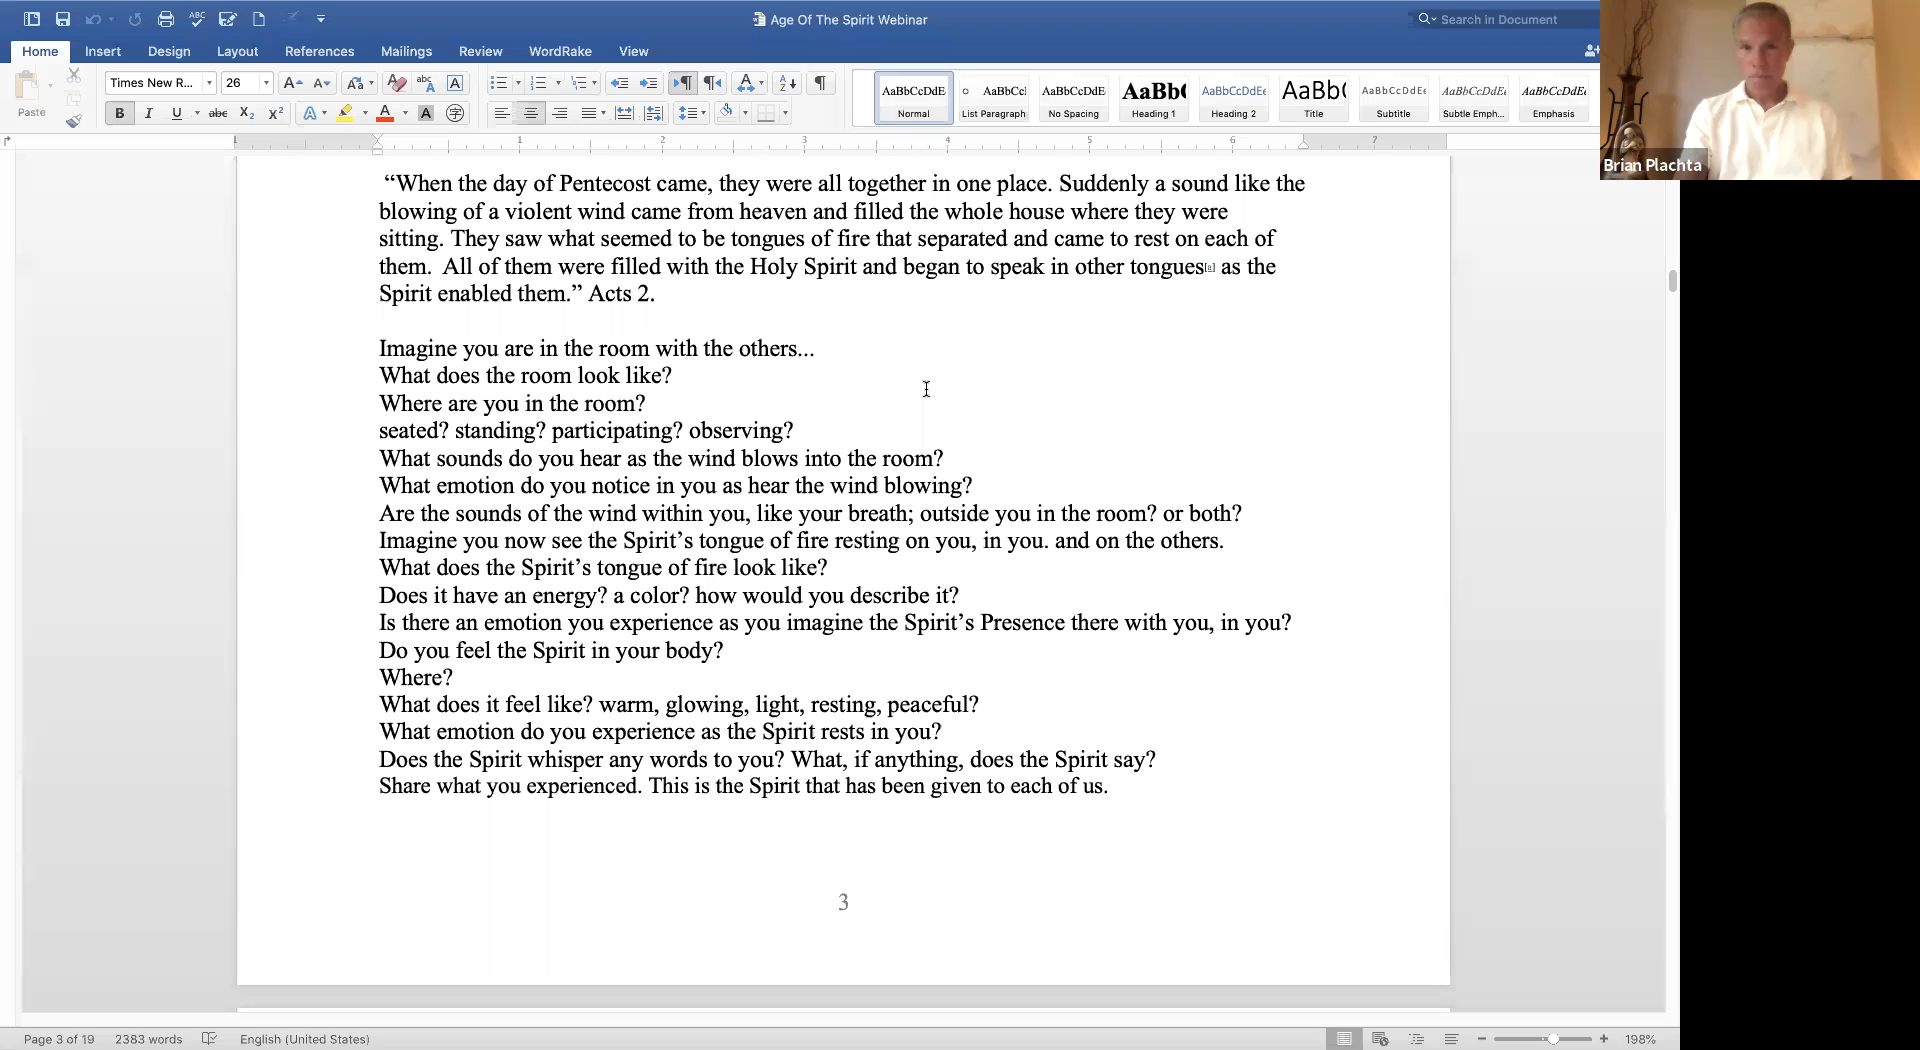 ABC
Age Of The Spirit Webinar
Search in Document
Home Insert Design Layout References Mailings Review WordRake View
Paste
Times New R... 26
abc
A
B I U abc X2 X2 A A A 字
AaBbCcDdE AaBbCcI AaBbCcDdE AaBb( AaBbCcDdEe AaBb( AaBbCcDdEe AaBbCcDdEe AaBbCcDdEe
Normal List Paragraph No Spacing Heading 1 Heading 2 Title Subtitle Subtle Emph... Emphasis
1 1 2 3 4 5 6 7
Brian Plachta
“When the day of Pentecost came, they were all together in one place. Suddenly a sound like the
blowing of a violent wind came from heaven and filled the whole house where they were
sitting. They saw what seemed to be tongues of fire that separated and came to rest on each of
them. All of them were filled with the Holy Spirit and began to speak in other tongues[a] as the
Spirit enabled them.” Acts 2.
Imagine you are in the room with the others...
What does the room look like?
Where are you in the room?
seated? standing? participating? observing?
What sounds do you hear as the wind blows into the room?
What emotion do you notice in you as hear the wind blowing?
Are the sounds of the wind within you, like your breath; outside you in the room? or both?
Imagine you now see the Spirit’s tongue of fire resting on you, in you. and on the others.
What does the Spirit’s tongue of fire look like?
Does it have an energy? a color? how would you describe it?
Is there an emotion you experience as you imagine the Spirit’s Presence there with you, in you?
Do you feel the Spirit in your body?
Where?
What does it feel like? warm, glowing, light, resting, peaceful?
What emotion do you experience as the Spirit rests in you?
Does the Spirit whisper any words to you? What, if anything, does the Spirit say?
Share what you experienced. This is the Spirit that has been given to each of us.
3
Page 3 of 19 2383 words English (United States) 198%